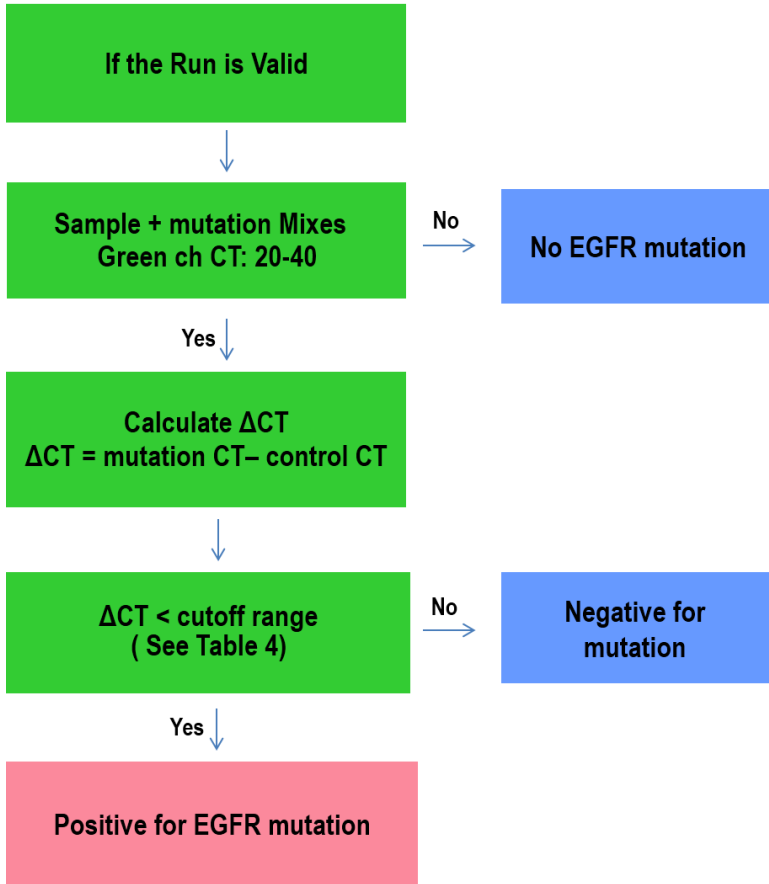 If the Run is Valid
Sample + mutation Mixes
Green ch CT: 20-40
No
No EGFR mutation
Yes
Calculate ΔCT
ΔCT = mutation CT– control CT
ΔCT < cutoff range
( See Table 4)
No
Negative for
mutation
Yes
Positive for EGFR mutation